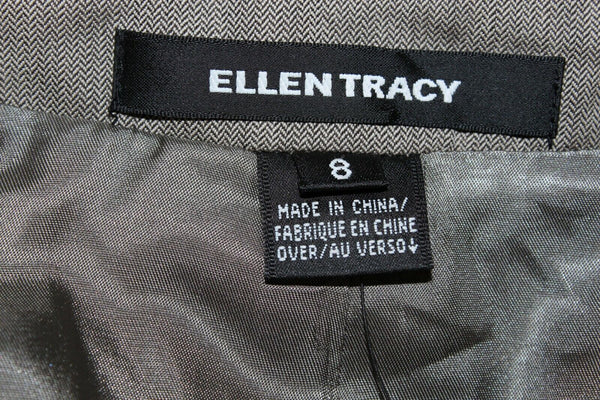 ELLEN TRACY
8
MADE IN CHINA/
FABRIQUE EN CHINE
OVER/AU VERSO↓